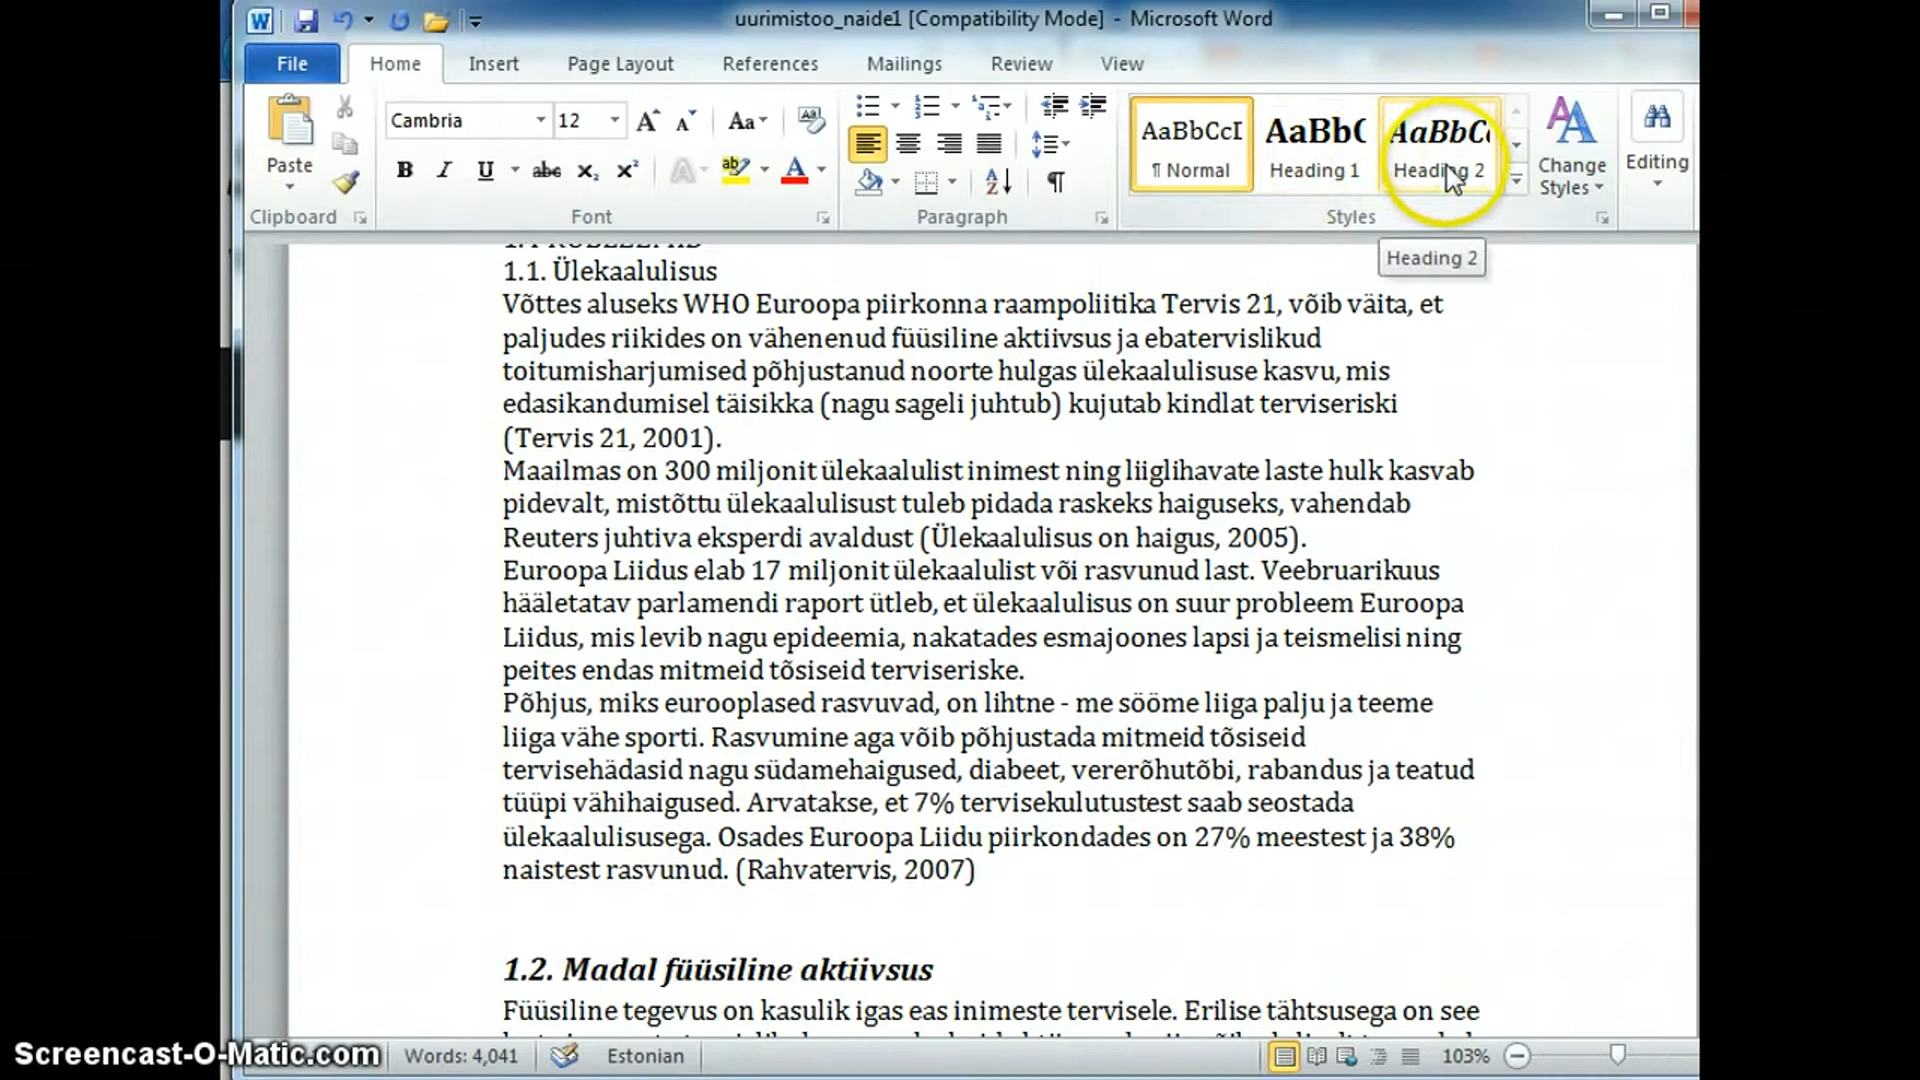 uurimistoo_naide1 [Compatibility Mode] - Microsoft Word
File Home Insert Page Layout References Mailings Review View
Cambria 12 Aa
AaBbCcI AaBb( AaBbC(
Paste B I U abc x₂ x² A ab A
¶ Normal Heading 1 Heading 2 Change Styles Editing
Clipboard Font Paragraph Styles
Heading 2
1.1. Ülekaalulisus
Võttes aluseks WHO Euroopa piirkonna raampoliitika Tervis 21, võib väita, et
paljudes riikides on vähenenud füüsiline aktiivsus ja ebatervislikud
toitumisharjumised põhjustanud noorte hulgas ülekaalulisuse kasvu, mis
edasikandumisel täisikka (nagu sageli juhtub) kujutab kindlat terviseriski
(Tervis 21, 2001).
Maailmas on 300 miljonit ülekaalulist inimest ning liiglihavate laste hulk kasvab
pidevalt, mistõttu ülekaalulisust tuleb pidada raskeks haiguseks, vahendab
Reuters juhtiva eksperdi avaldust (Ülekaalulisus on haigus, 2005).
Euroopa Liidus elab 17 miljonit ülekaalulist või rasvunud last. Veebruarikuus
hääletatav parlamendi raport ütleb, et ülekaalulisus on suur probleem Euroopa
Liidus, mis levib nagu epideemia, nakatades esmajoones lapsi ja teismelisi ning
peites endas mitmeid tõsiseid terviseriske.
Põhjus, miks eurooplased rasvuvad, on lihtne - me sööme liiga palju ja teeme
liiga vähe sporti. Rasvumine aga võib põhjustada mitmeid tõsiseid
tervisehädasid nagu südamehaigused, diabeet, vererõhutõbi, rabandus ja teatud
tüüpi vähihaigused. Arvatakse, et 7% tervisekulutustest saab seostada
ülekaalulisusega. Osades Euroopa Liidu piirkondades on 27% meestest ja 38%
naistest rasvunud. (Rahvatervis, 2007)
1.2. Madal füüsiline aktiivsus
Füüsiline tegevus on kasulik igas eas inimeste tervisele. Erilise tähtsusega on see
Screencast-O-Matic.com Words: 4,041 Estonian 103%